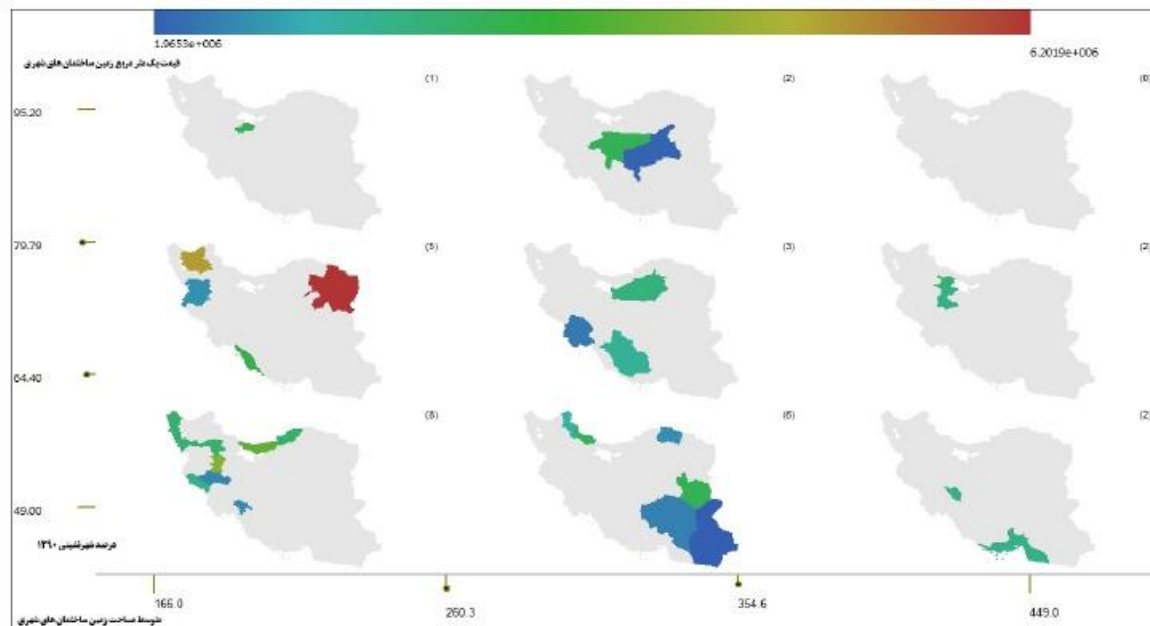 1.9653e+006 6.2019e+006
قیمت یک متر مربع زمین ساختمان های شهری
(1) (2) (0)
95.20
79.79
(5) (3) (2)
64.40
(8) (6) (2)
49.00
درصد شهرنشینی ۱۳۹۰
166.0 260.3 354.6 449.0
متوسط مساحت زمین ساختمان های شهری